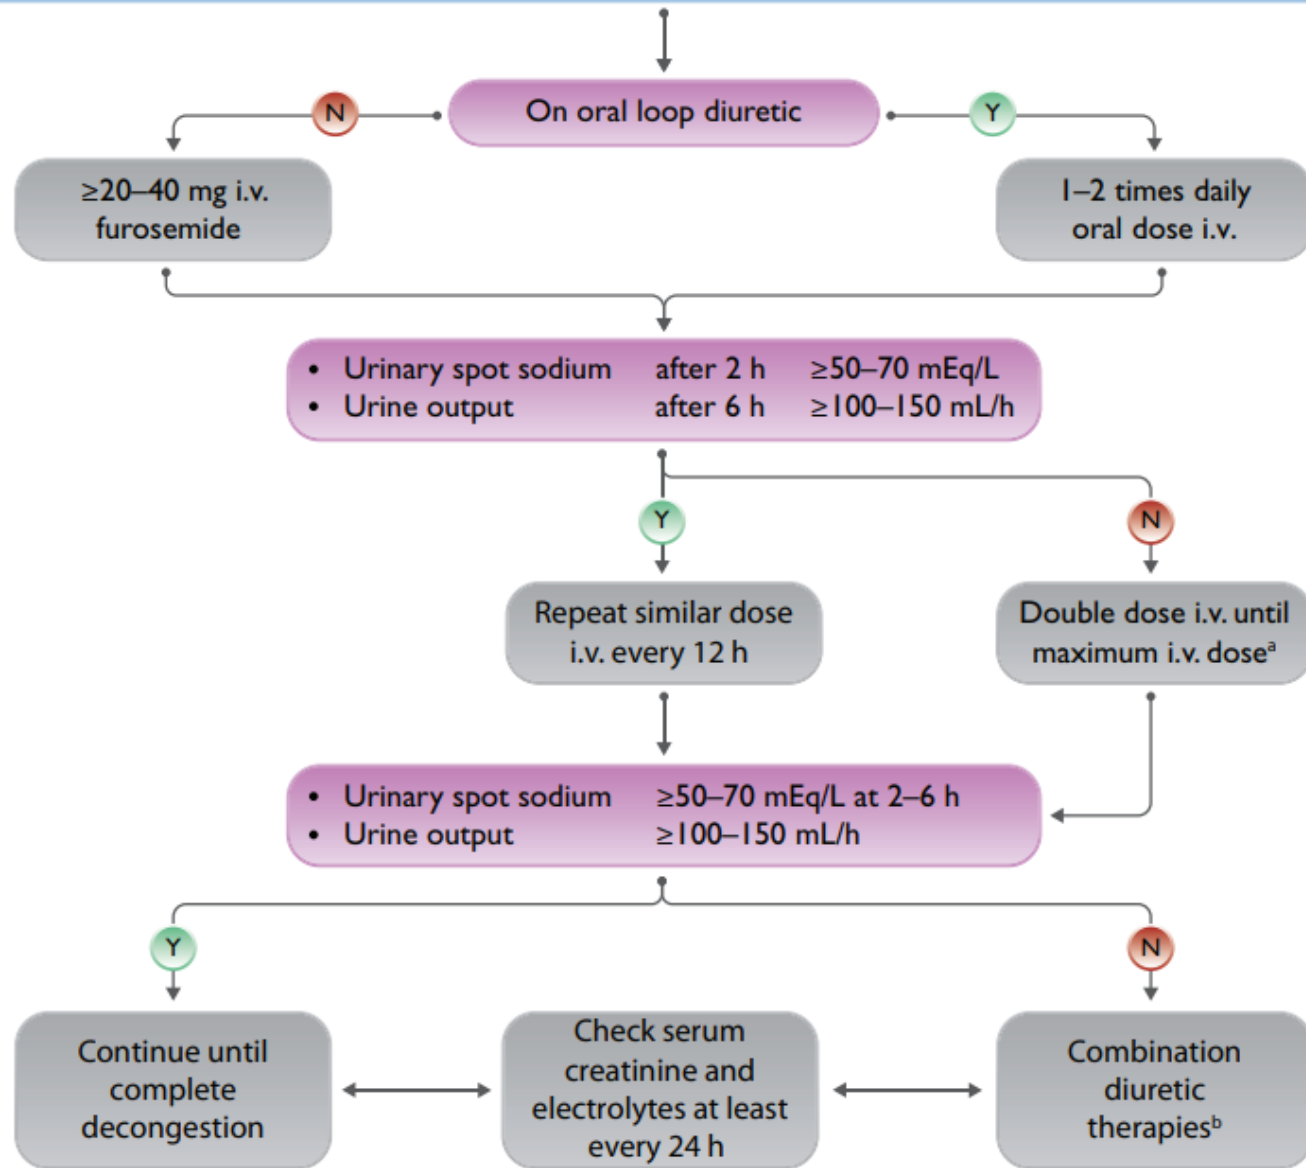 On oral loop diuretic
N
Y
≥20–40 mg i.v.
furosemide
1–2 times daily
oral dose i.v.
• Urinary spot sodium after 2 h ≥50–70 mEq/L
• Urine output after 6 h ≥100–150 mL/h
Y
N
Repeat similar dose
i.v. every 12 h
Double dose i.v. until
maximum i.v. doseᵃ
• Urinary spot sodium ≥50–70 mEq/L at 2–6 h
• Urine output ≥100–150 mL/h
Y
N
Continue until
complete
decongestion
Check serum
creatinine and
electrolytes at least
every 24 h
Combination
diuretic
therapiesᵇ